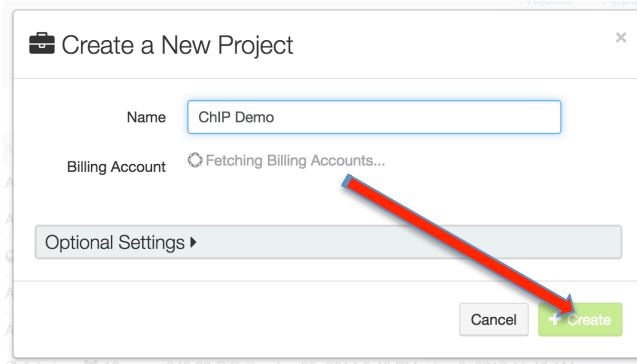 Create a New Project
×
Name ChIP Demo
Billing Account Fetching Billing Accounts...
Optional Settings
Cancel + Create